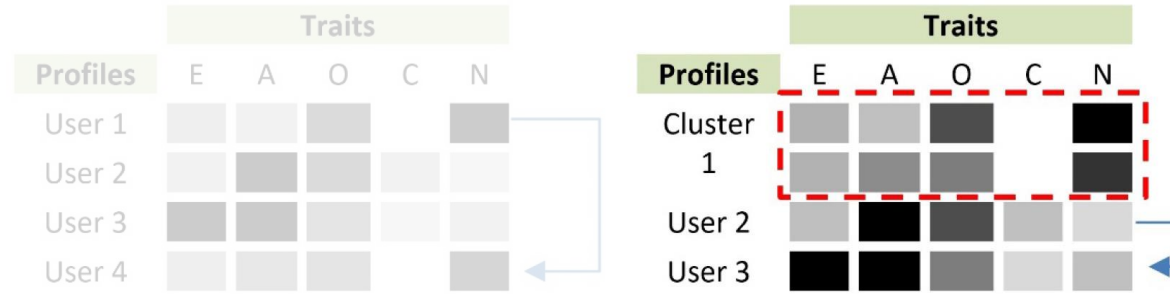 Traits
Profiles E A O C N
User 1
User 2
User 3
User 4
Traits
Profiles E A O C N
Cluster
1
User 2
User 3